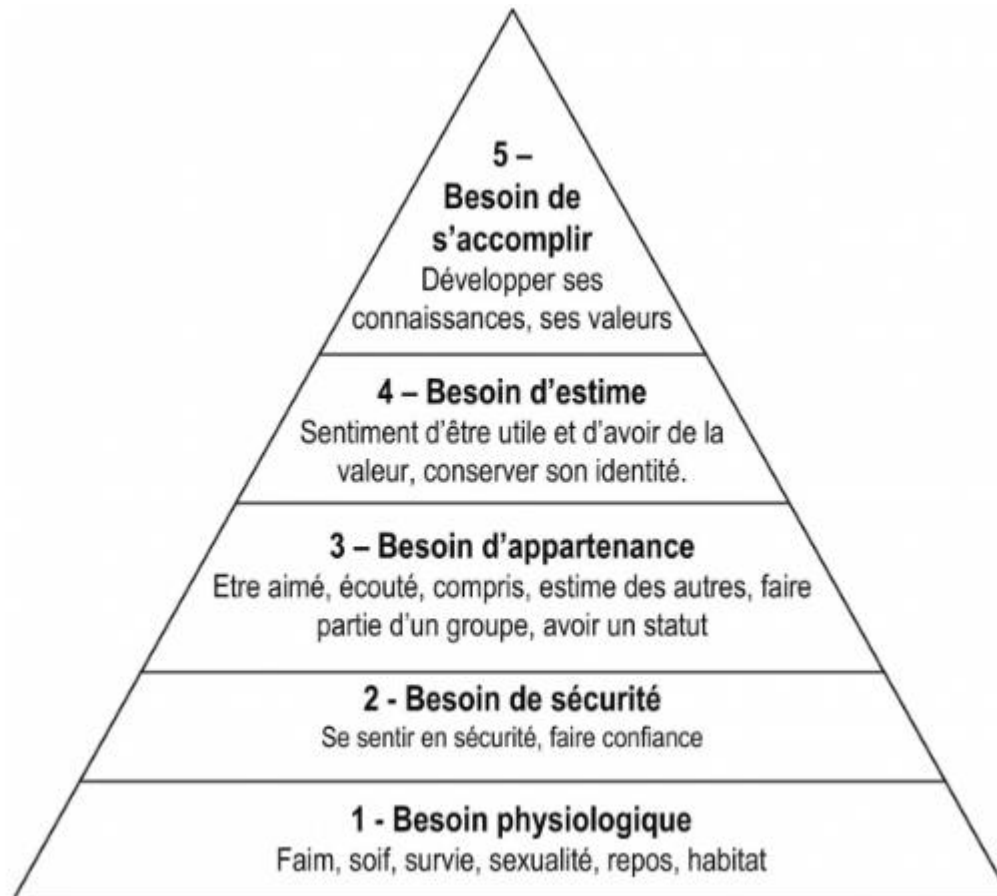 5 –
Besoin de
s’accomplir
Développer ses
connaissances, ses valeurs
4 – Besoin d’estime
Sentiment d’être utile et d’avoir de la
valeur, conserver son identité.
3 – Besoin d’appartenance
Etre aimé, écouté, compris, estime des autres, faire
partie d’un groupe, avoir un statut
2 - Besoin de sécurité
Se sentir en sécurité, faire confiance
1 - Besoin physiologique
Faim, soif, survie, sexualité, repos, habitat